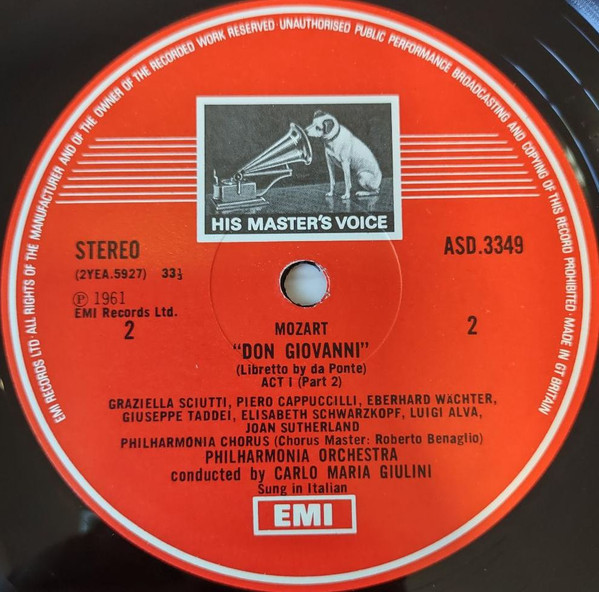 EMI RECORDS LTD·ALL RIGHTS OF THE MANUFACTURER AND OF THE OWNER OF THE RECORDED WORK RESERVED·UNAUTHORISED PUBLIC PERFORMANCE BROADCASTING AND COPYING OF THIS RECORD PROHIBITED·MADE IN GT BRITAIN
HIS MASTER'S VOICE
STEREO
ASD.3349
(2YEA.5927) 33⅓
Ⓟ 1961
EMI Records Ltd.
2
2
MOZART
"DON GIOVANNI"
(Libretto by da Ponte)
ACT I (Part 2)
GRAZIELLA SCIUTTI, PIERO CAPPUCCILLI, EBERHARD WÄCHTER,
GIUSEPPE TADDEI, ELISABETH SCHWARZKOPF, LUIGI ALVA,
JOAN SUTHERLAND
PHILHARMONIA CHORUS (Chorus Master: Roberto Benaglio)
PHILHARMONIA ORCHESTRA
conducted by CARLO MARIA GIULINI
Sung in Italian
EMI